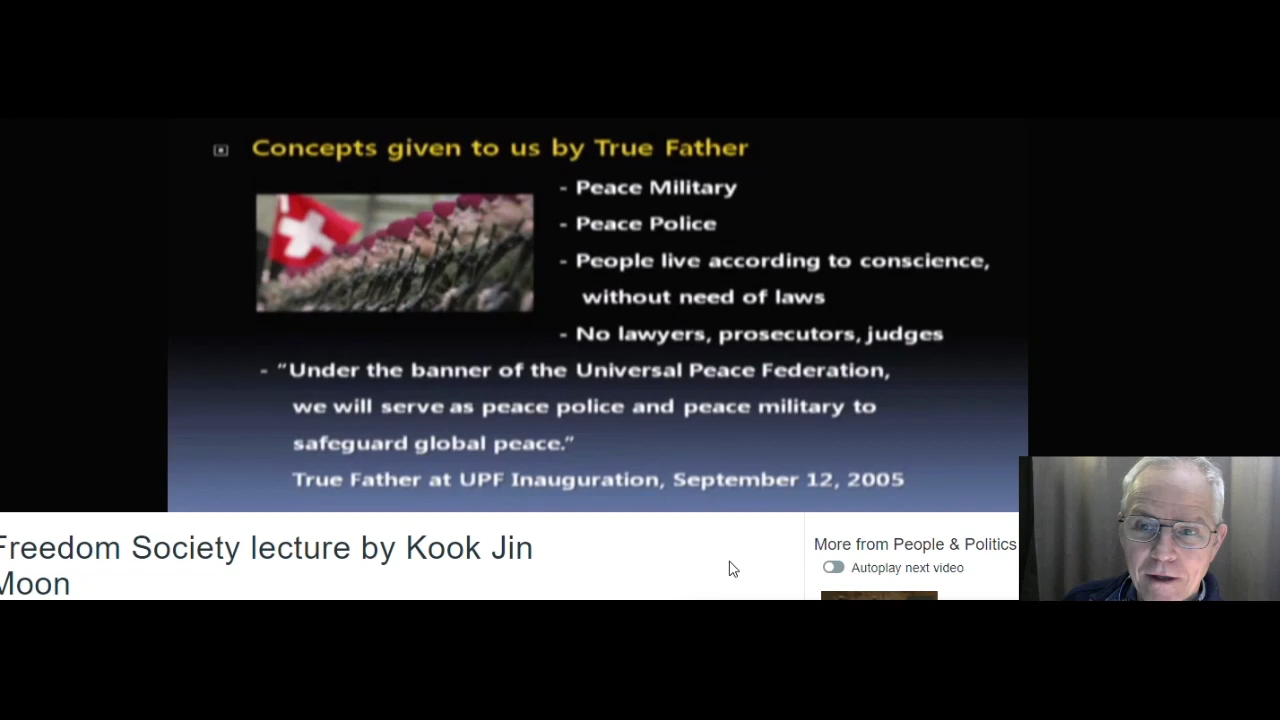 Concepts given to us by True Father
- Peace Military
- Peace Police
- People live according to conscience,
without need of laws
- No lawyers, prosecutors, judges
- “Under the banner of the Universal Peace Federation,
we will serve as peace police and peace military to
safeguard global peace.”
True Father at UPF Inauguration, September 12, 2005
Freedom Society lecture by Kook Jin
Moon
More from People & Politics
Autoplay next video